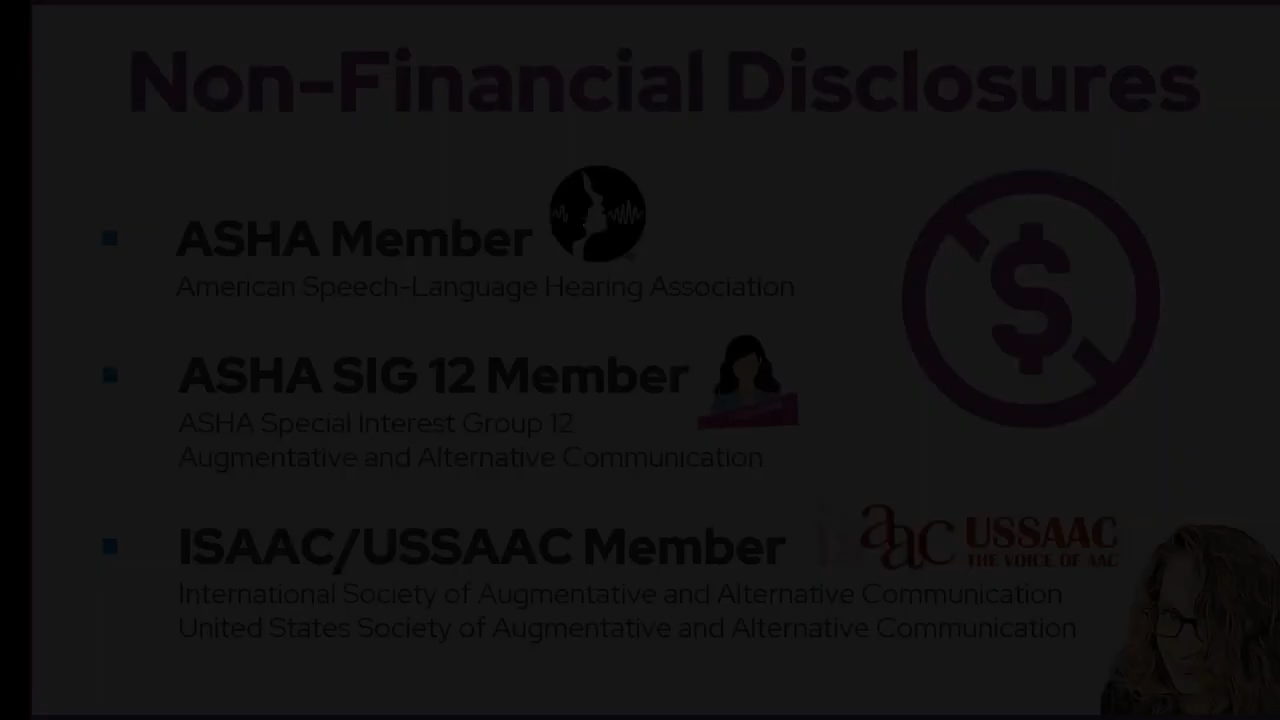 Non-Financial Disclosures
ASHA Member
American Speech-Language Hearing Association
ASHA SIG 12 Member
ASHA Special Interest Group 12
Augmentative and Alternative Communication
ISAAC/USSAAC Member
isaac USSAAC
THE VOICE OF AAC
International Society of Augmentative and Alternative Communication
United States Society of Augmentative and Alternative Communication
$